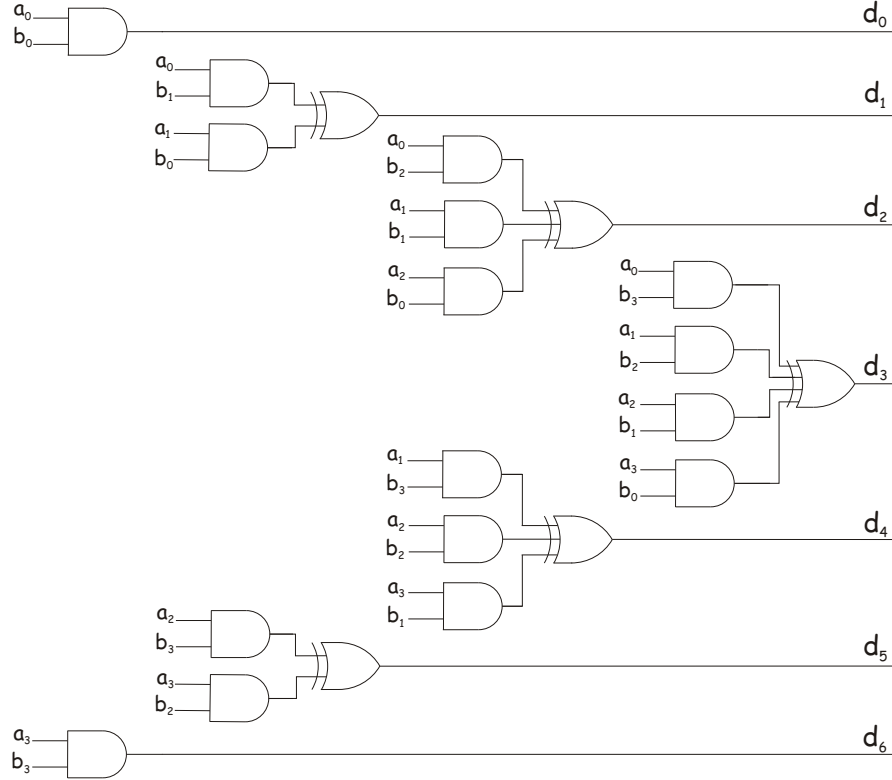 a₀
b₀
d₀
a₀
b₁
a₁
b₀
d₁
a₀
b₂
a₁
b₁
a₂
b₀
d₂
a₀
b₃
a₁
b₂
a₂
b₁
a₃
b₀
d₃
a₁
b₃
a₂
b₂
a₃
b₁
d₄
a₂
b₃
a₃
b₂
d₅
a₃
b₃
d₆